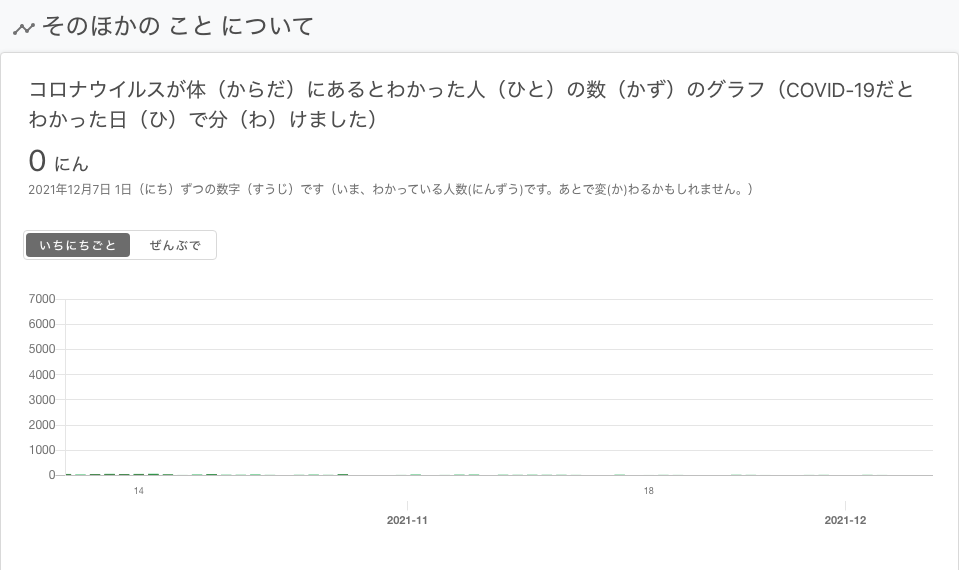 そのほかの こと について
コロナウイルスが体（からだ）にあるとわかった人（ひと）の数（かず）のグラフ（COVID-19だと
わかった日（ひ）で分（わ）けました）
0 にん
2021年12月7日 1日（にち）ずつの数字（すうじ）です（いま、わかっている人数(にんずう)です。あとで変(か)わるかもしれません。）
いちにちごと ぜんぶで
7000
6000
5000
4000
3000
2000
1000
0
14 18
2021-11 2021-12